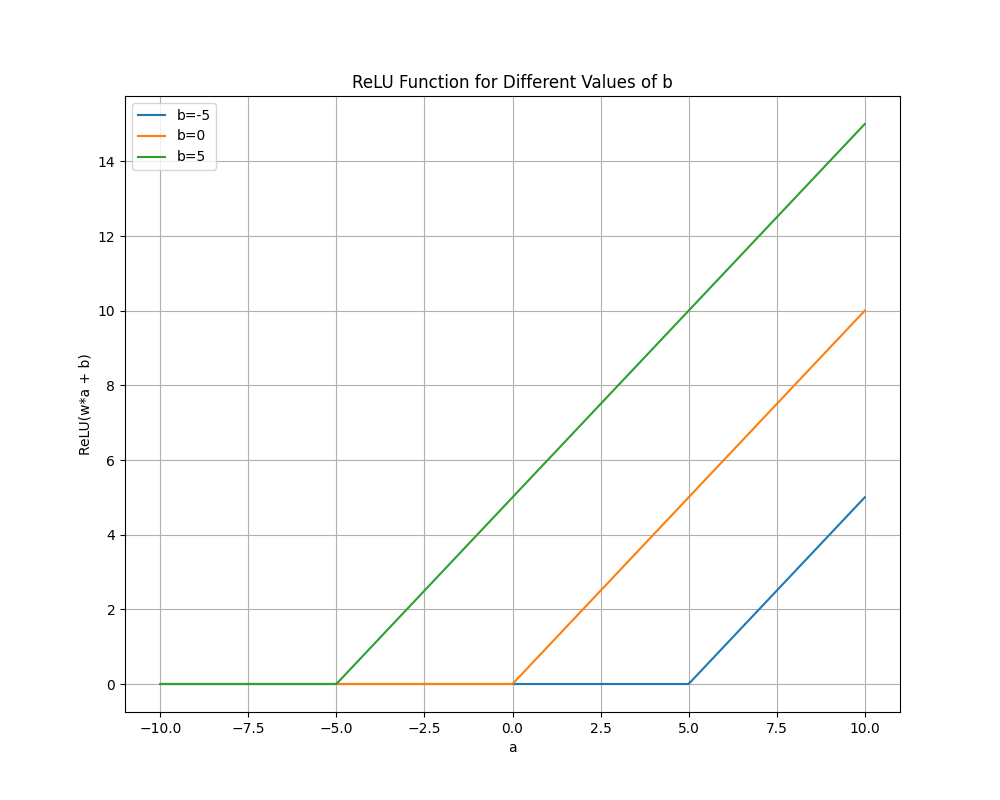 ReLU Function for Different Values of b
b=-5
b=0
b=5
14
12
10
8
6
4
2
0
ReLU(w*a + b)
−10.0 −7.5 −5.0 −2.5 0.0 2.5 5.0 7.5 10.0
a